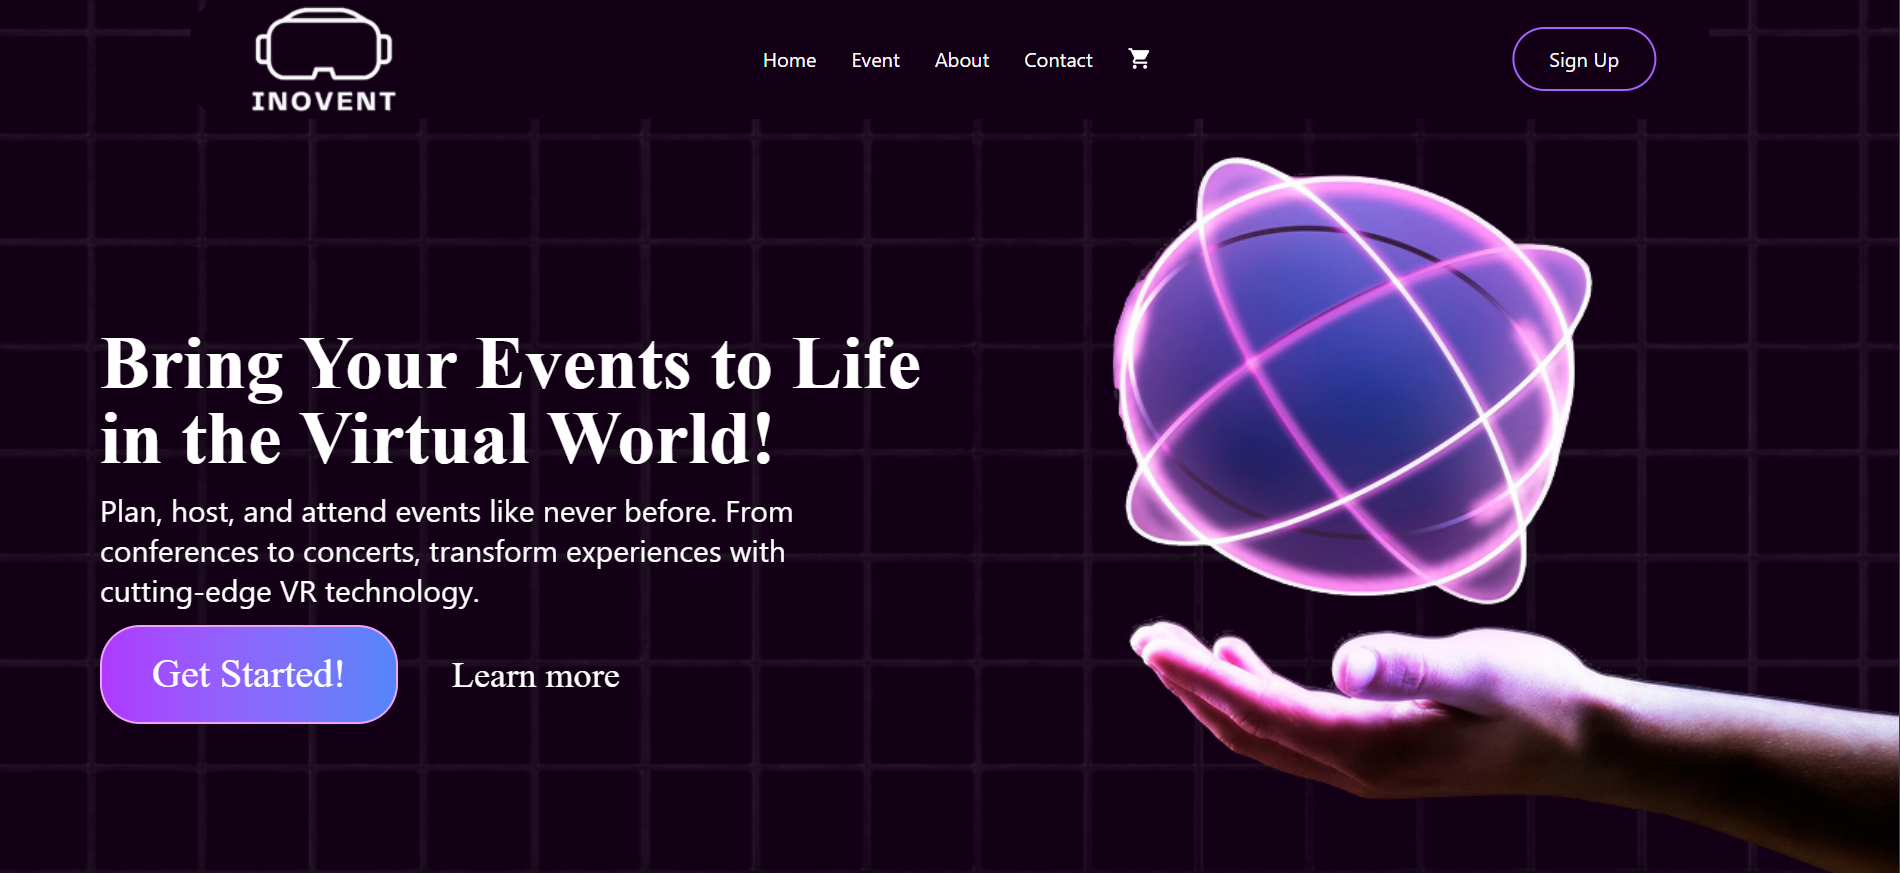 INOVENT
Home Event About Contact
Sign Up
Bring Your Events to Life
in the Virtual World!
Plan, host, and attend events like never before. From
conferences to concerts, transform experiences with
cutting-edge VR technology.
Get Started!
Learn more